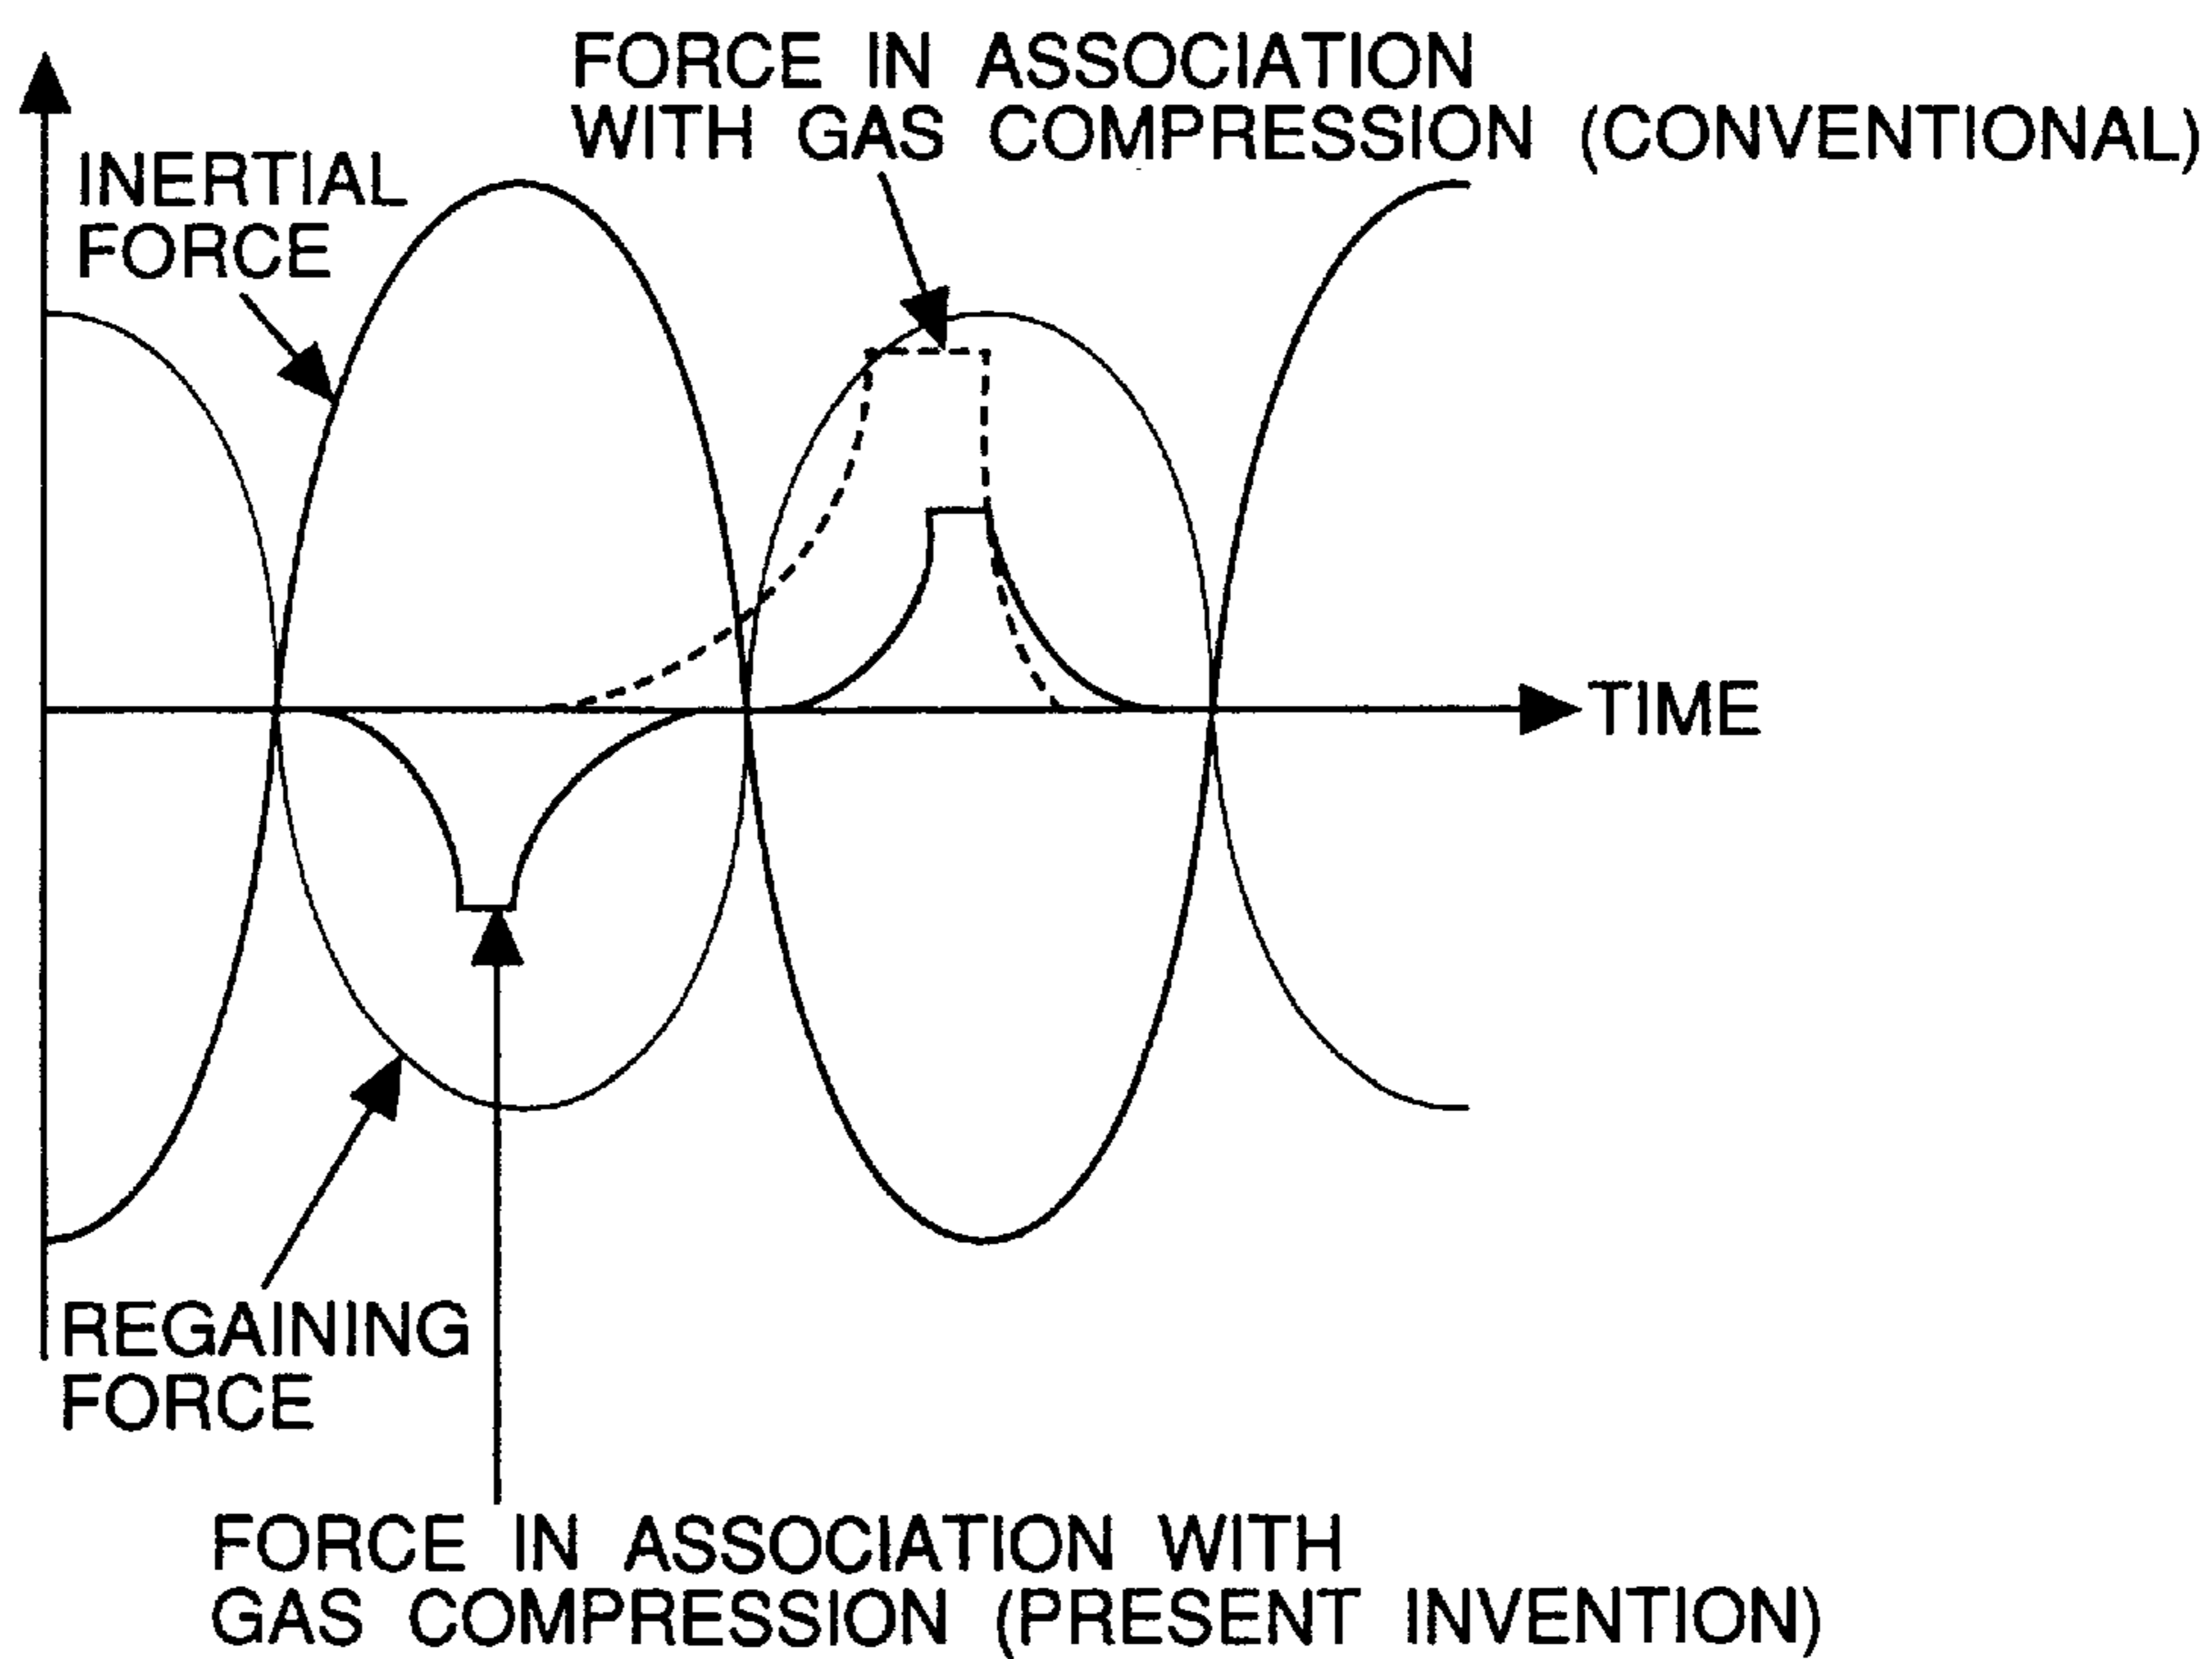 FORCE IN ASSOCIATION
WITH GAS COMPRESSION (CONVENTIONAL)
INERTIAL
FORCE
TIME
REGAINING
FORCE
FORCE IN ASSOCIATION WITH
GAS COMPRESSION (PRESENT INVENTION)